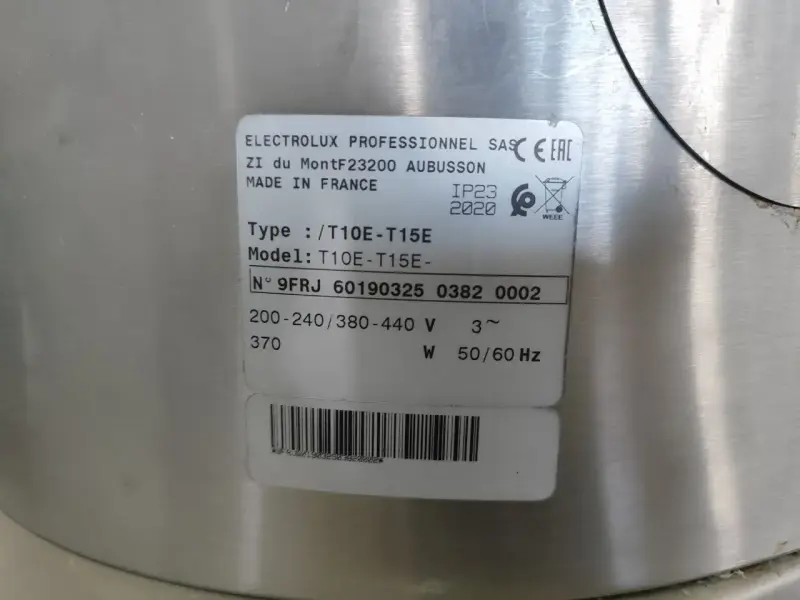 ELECTROLUX PROFESSIONNEL SAS CE EAC
ZI du MontF23200 AUBUSSON
MADE IN FRANCE
IP23
2020
WEEE
Type :/T10E-T15E
Model:T10E-T15E-
N° 9FRJ 60190325 0382 0002
200-240/380-440 V 3~
370 W 50/60 Hz